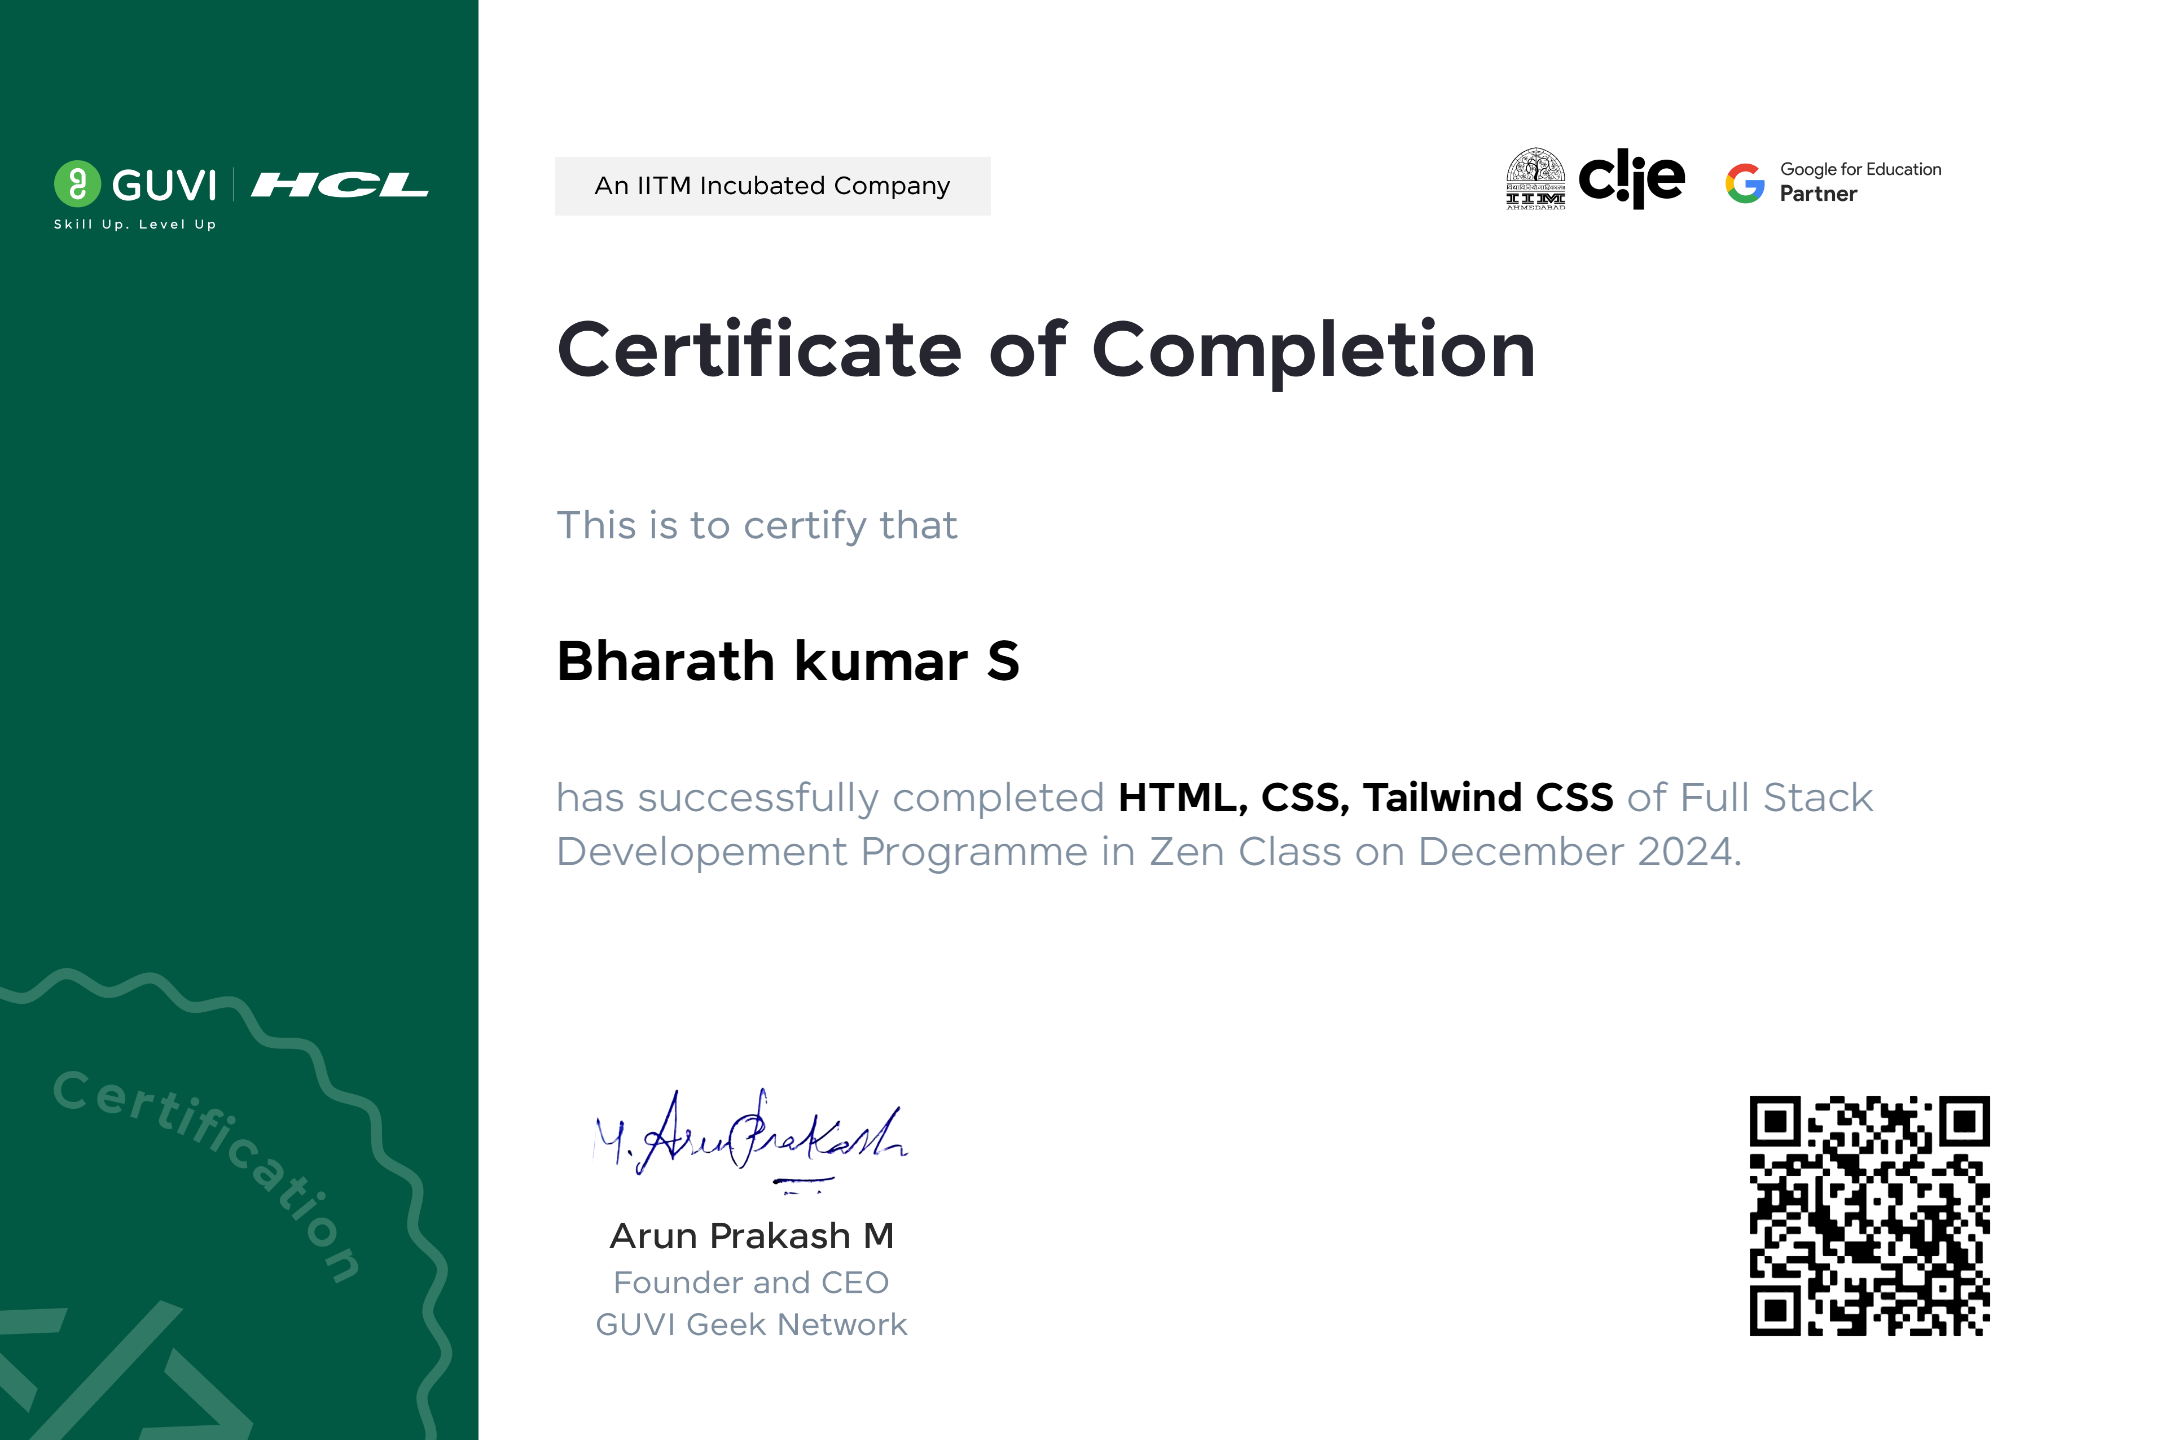 GUVI HCL
Skill Up. Level Up
An IITM Incubated Company
IIM
AHMEDABAD
c!ie
Google for Education
Partner
Certificate of Completion
This is to certify that
Bharath kumar S
has successfully completed HTML, CSS, Tailwind CSS of Full Stack
Developement Programme in Zen Class on December 2024.
Certification
</>
M. Arun Prakash
Arun Prakash M
Founder and CEO
GUVI Geek Network